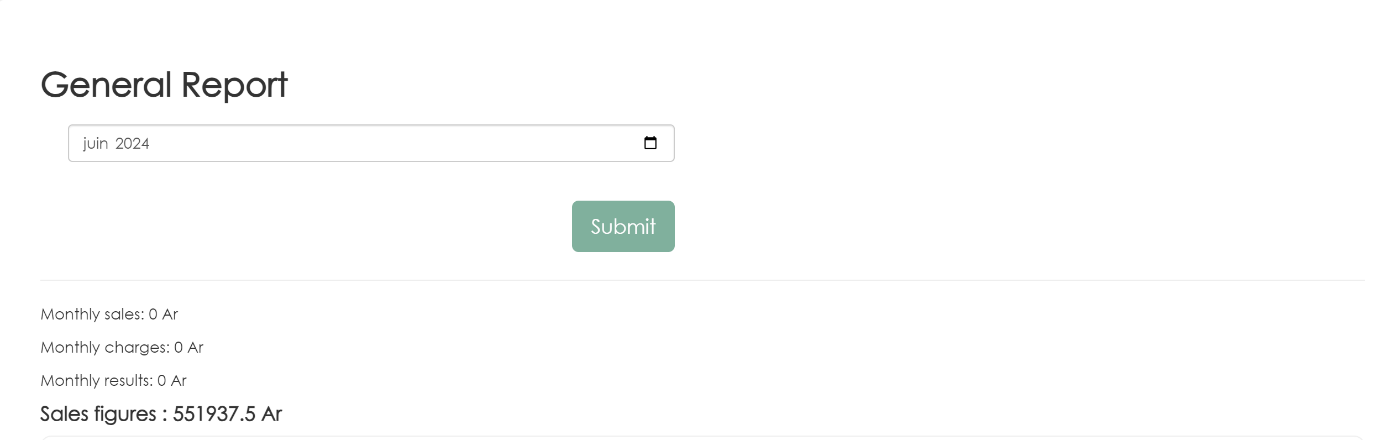 General Report
juin 2024
Submit
Monthly sales: 0 Ar
Monthly charges: 0 Ar
Monthly results: 0 Ar
Sales figures : 551937.5 Ar